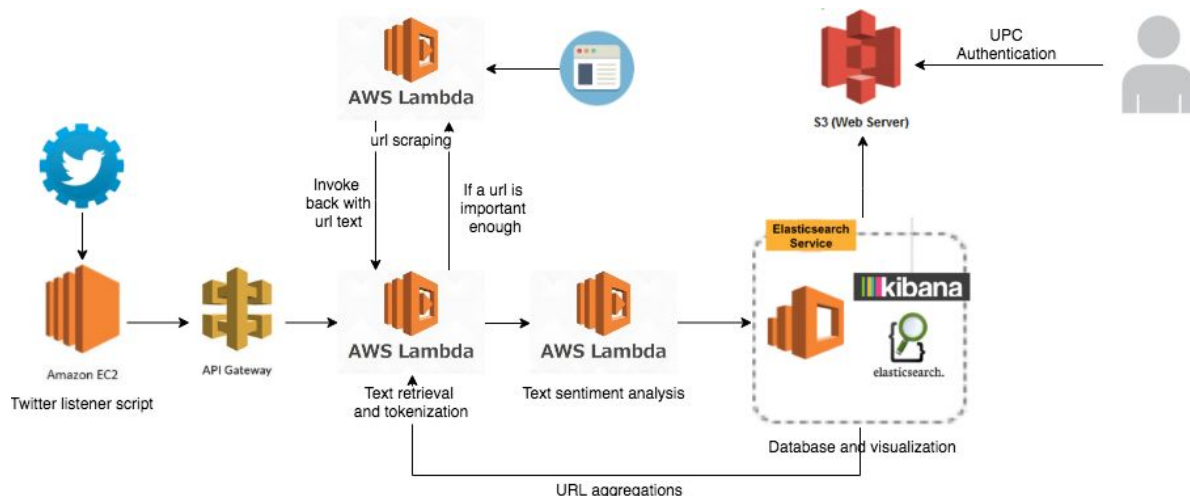 UPC
Authentication
AWS Lambda
S3 (Web Server)
url scraping
Invoke
back with
url text
If a url is
important
enough
Elasticsearch
Service
kibana
Amazon EC2
API Gateway
AWS Lambda
AWS Lambda
elasticsearch.
Twitter listener script
Text retrieval
and tokenization
Text sentiment analysis
Database and visualization
URL aggregations